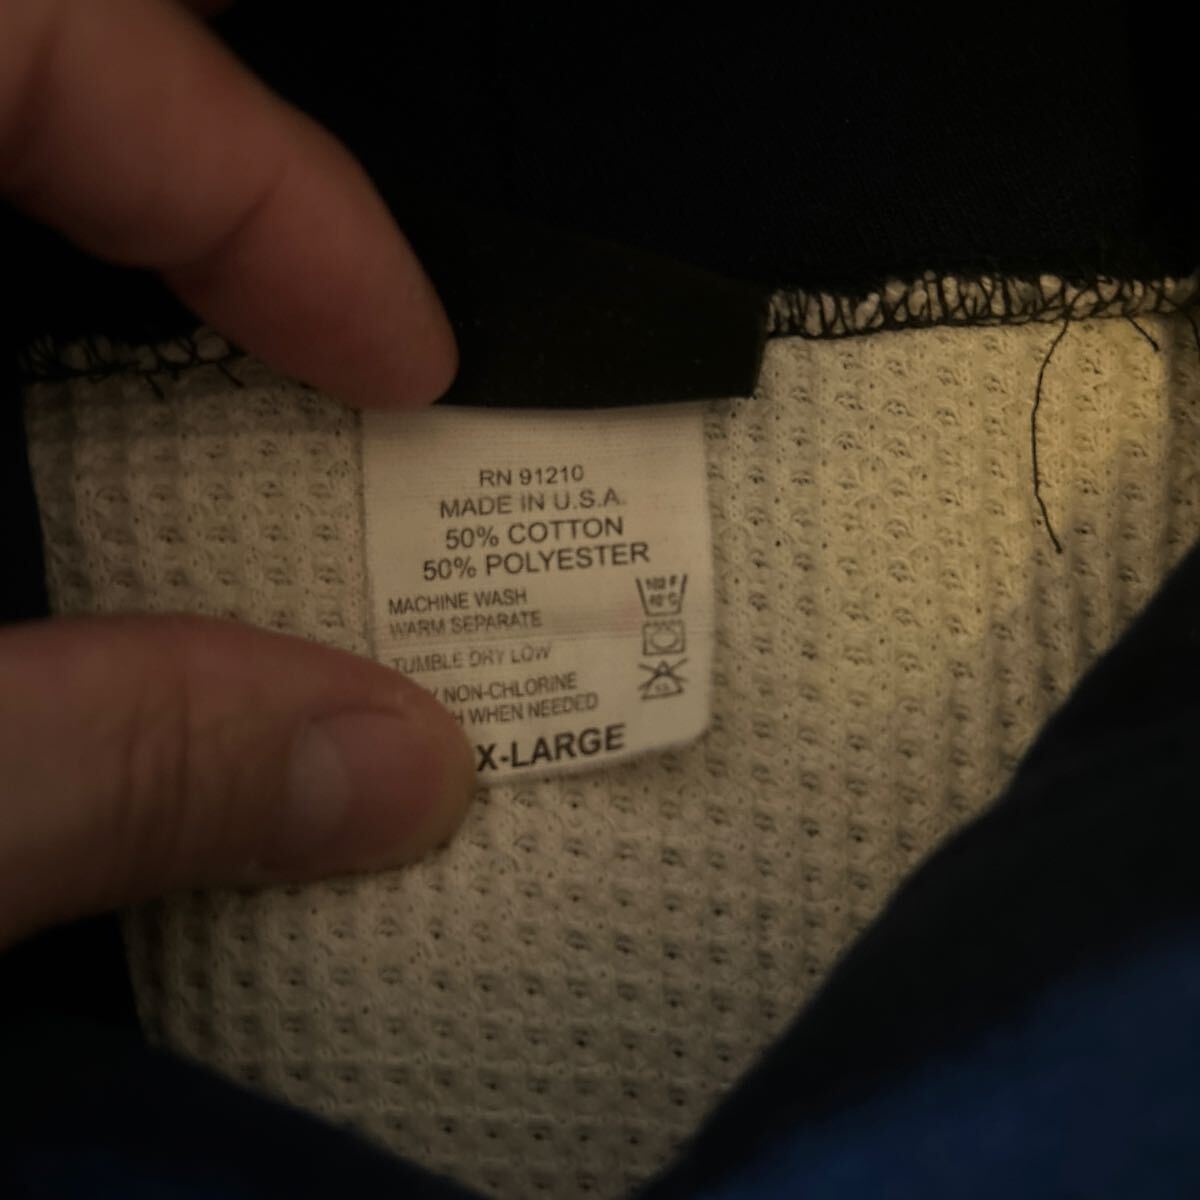 RN 91210
MADE IN U.S.A.
50% COTTON
50% POLYESTER
MACHINE WASH
WARM SEPARATE
TUMBLE DRY LOW
NON-CHLORINE
WHEN NEEDED
X-LARGE